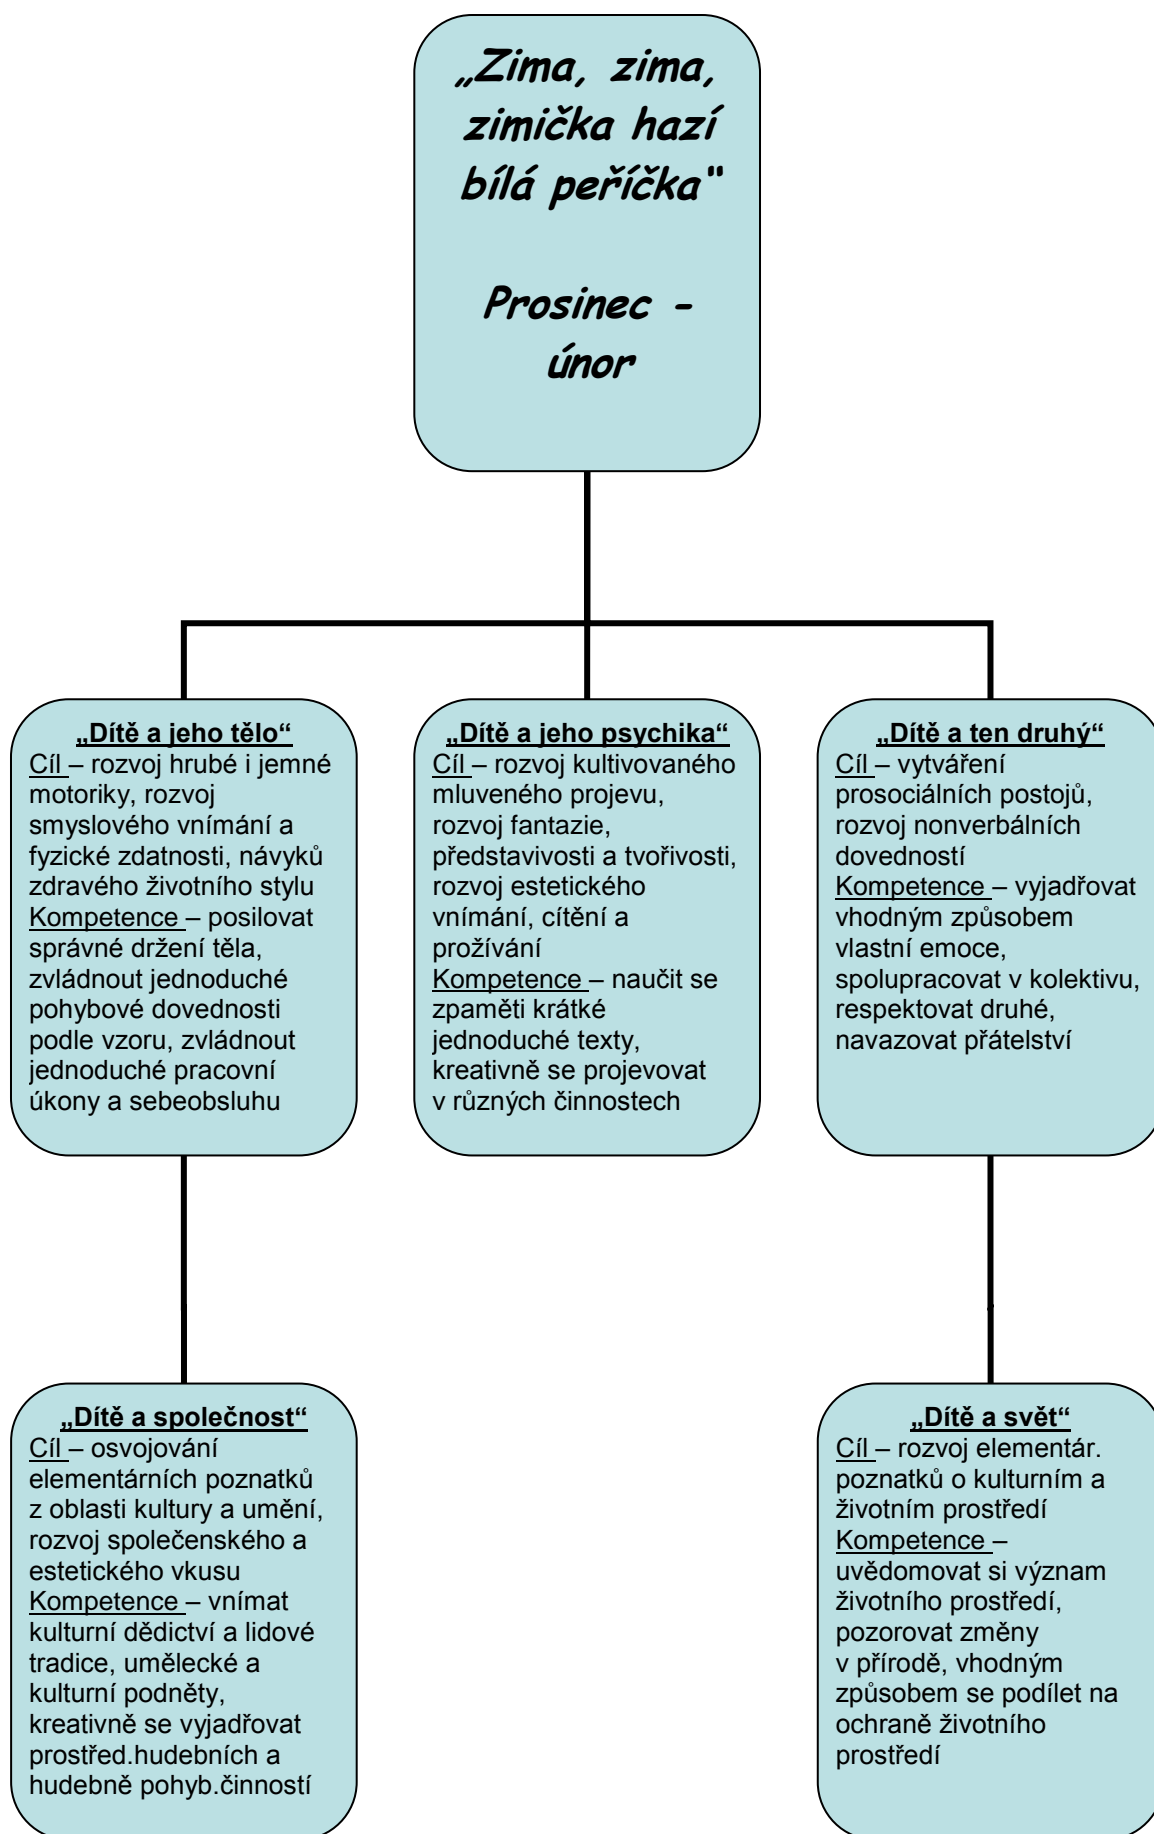 „Zima, zima,
zimička hazí
bílá peříčka“
Prosinec -
únor
„Dítě a jeho tělo“
Cíl – rozvoj hrubé i jemné
motoriky, rozvoj
smyslového vnímání a
fyzické zdatnosti, návyků
zdravého životního stylu
Kompetence – posilovat
správné držení těla,
zvládnout jednoduché
pohybové dovednosti
podle vzoru, zvládnout
jednoduché pracovní
úkony a sebeobsluhu
„Dítě a jeho psychika“
Cíl – rozvoj kultivovaného
mluveného projevu,
rozvoj fantazie,
představivosti a tvořivosti,
rozvoj estetického
vnímání, cítění a
prožívání
Kompetence – naučit se
zpaměti krátké
jednoduché texty,
kreativně se projevovat
v různých činnostech
„Dítě a ten druhý“
Cíl – vytváření
prosociálních postojů,
rozvoj nonverbálních
dovedností
Kompetence – vyjadřovat
vhodným způsobem
vlastní emoce,
spolupracovat v kolektivu,
respektovat druhé,
navazovat přátelství
„Dítě a společnost“
Cíl – osvojování
elementárních poznatků
z oblasti kultury a umění,
rozvoj společenského a
estetického vkusu
Kompetence – vnímat
kulturní dědictví a lidové
tradice, umělecké a
kulturní podněty,
kreativně se vyjadřovat
prostřed.hudebních a
hudebně pohyb.činností
„Dítě a svět“
Cíl – rozvoj elementár.
poznatků o kulturním a
životním prostředí
Kompetence –
uvědomovat si význam
životního prostředí,
pozorovat změny
v přírodě, vhodným
způsobem se podílet na
ochraně životního
prostředí